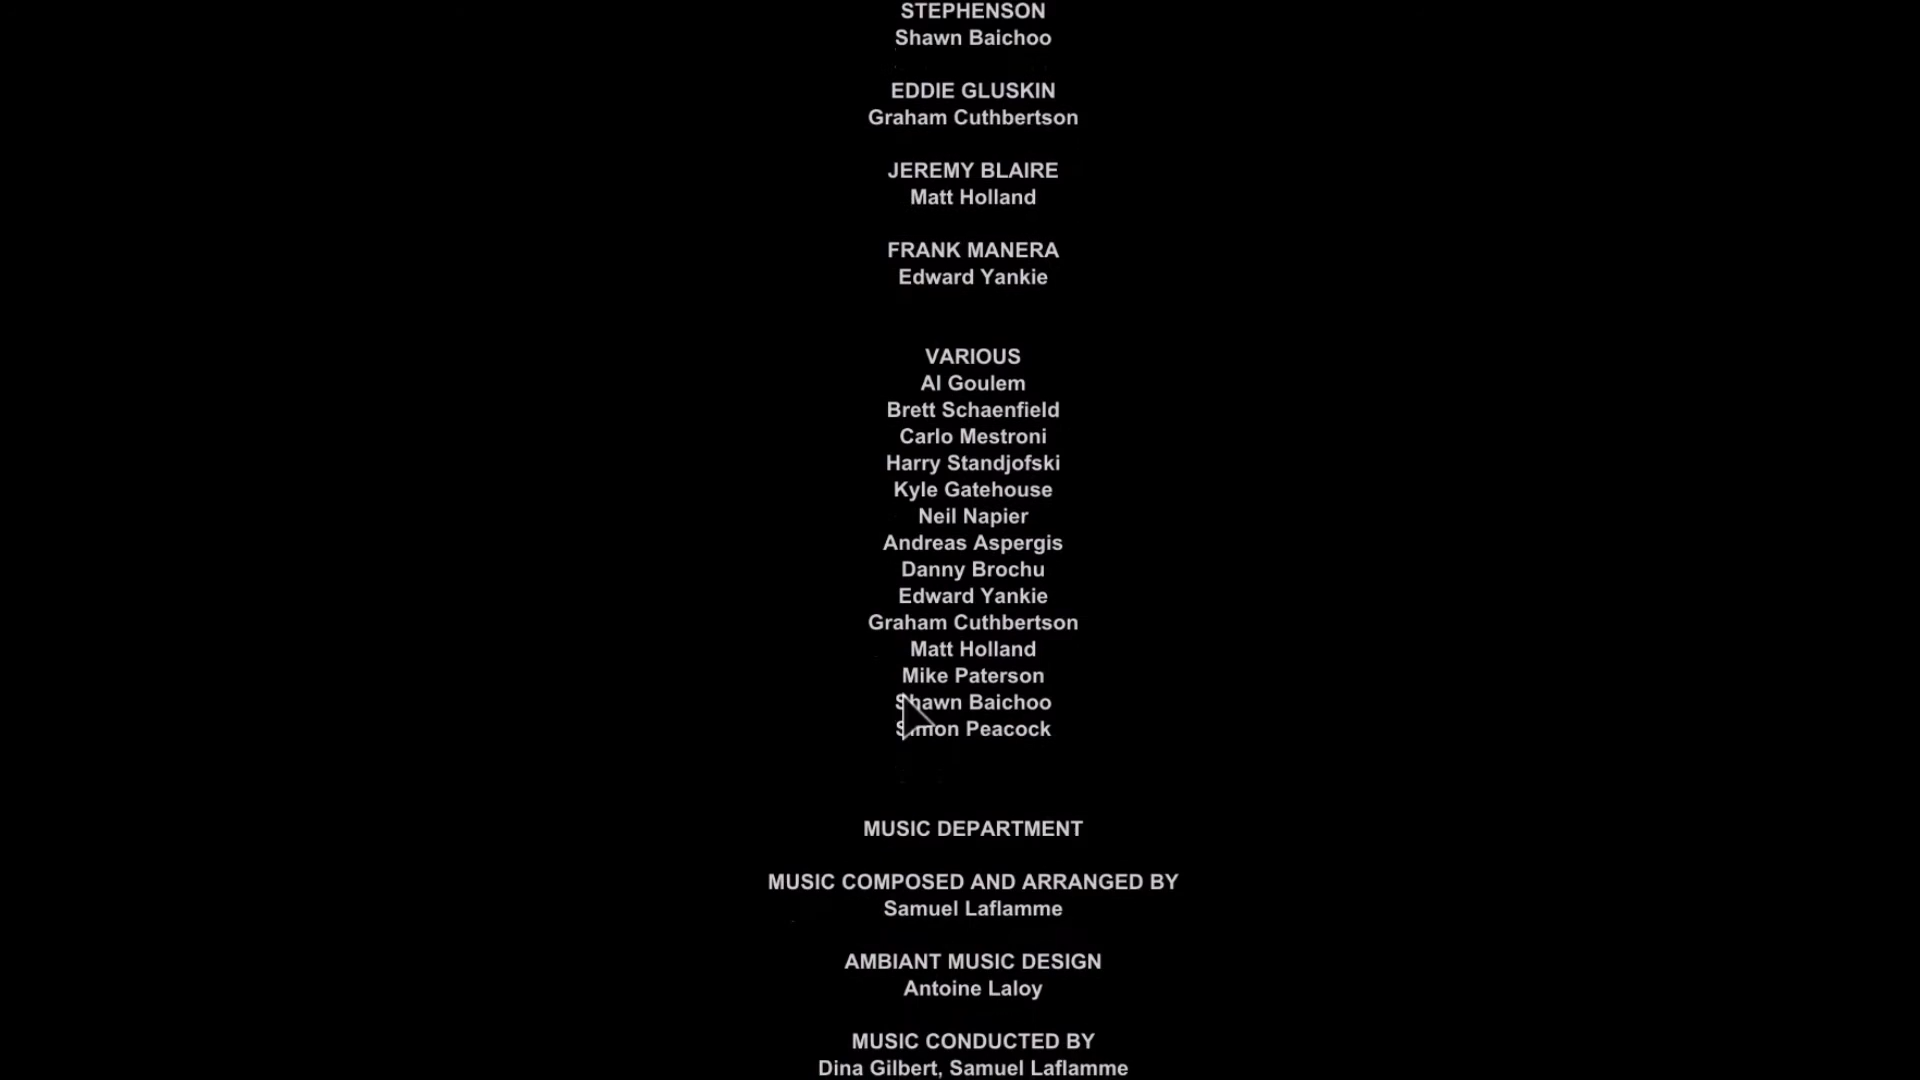 STEPHENSON
Shawn Baichoo
EDDIE GLUSKIN
Graham Cuthbertson
JEREMY BLAIRE
Matt Holland
FRANK MANERA
Edward Yankie
VARIOUS
Al Goulem
Brett Schaenfield
Carlo Mestroni
Harry Standjofski
Kyle Gatehouse
Neil Napier
Andreas Aspergis
Danny Brochu
Edward Yankie
Graham Cuthbertson
Matt Holland
Mike Paterson
Shawn Baichoo
Simon Peacock
MUSIC DEPARTMENT
MUSIC COMPOSED AND ARRANGED BY
Samuel Laflamme
AMBIANT MUSIC DESIGN
Antoine Laloy
MUSIC CONDUCTED BY
Dina Gilbert, Samuel Laflamme